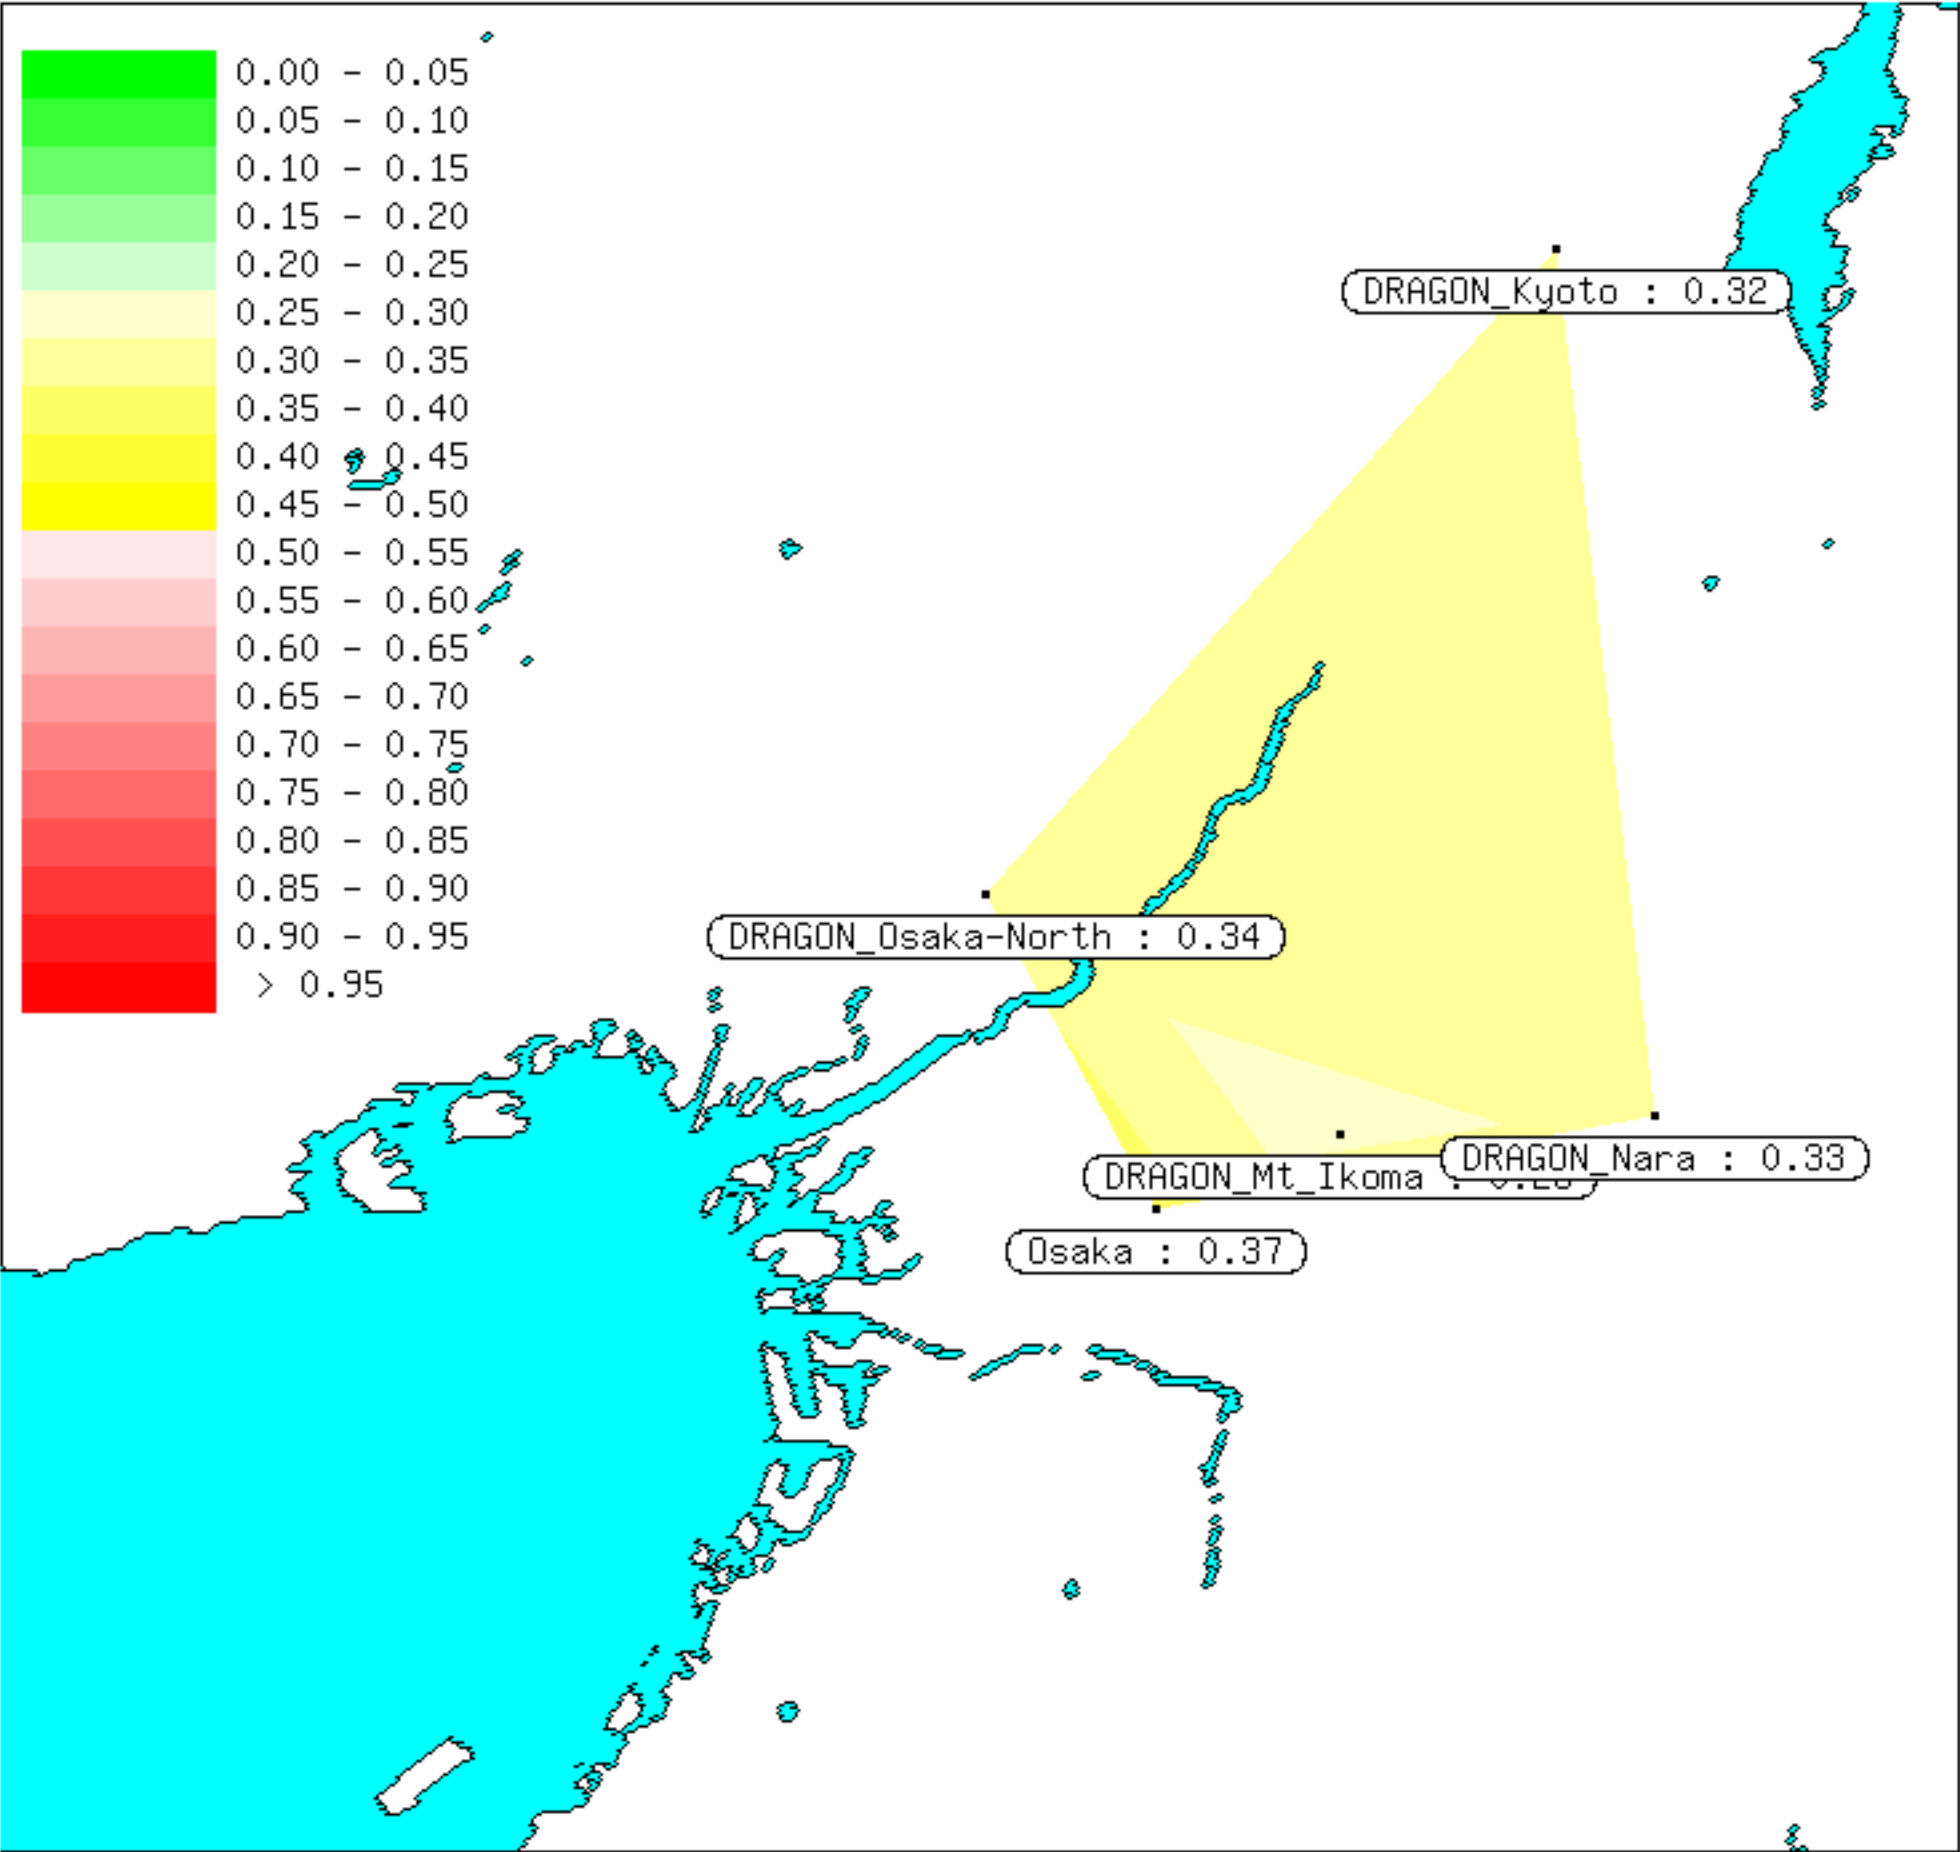 0.00 - 0.05
0.05 - 0.10
0.10 - 0.15
0.15 - 0.20
0.20 - 0.25
0.25 - 0.30
0.30 - 0.35
0.35 - 0.40
0.40 - 0.45
0.45 - 0.50
0.50 - 0.55
0.55 - 0.60
0.60 - 0.65
0.65 - 0.70
0.70 - 0.75
0.75 - 0.80
0.80 - 0.85
0.85 - 0.90
0.90 - 0.95
> 0.95
DRAGON_Kyoto : 0.32
DRAGON_Osaka-North : 0.34
DRAGON_Nara : 0.33
DRAGON_Mt_Ikoma :
Osaka : 0.37